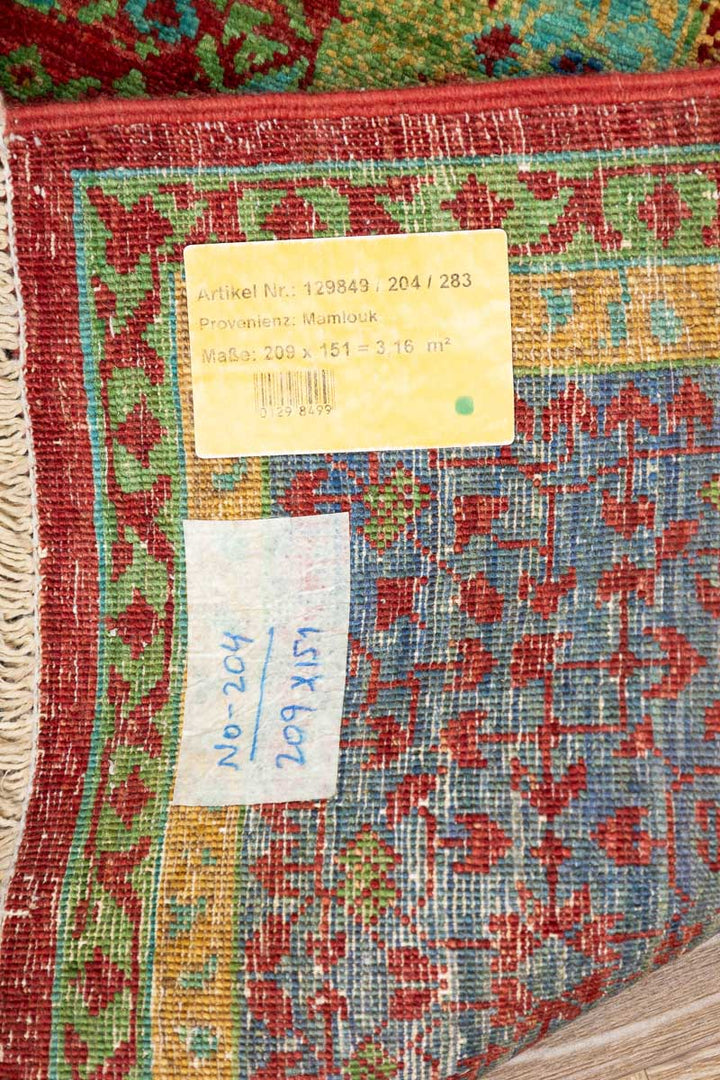 Artikel Nr.: 129849 / 204 / 283
Provenienz: Mamlouk
Maße: 209 x 151 = 3,16 m²
0129 8499
No-204
209 X 151